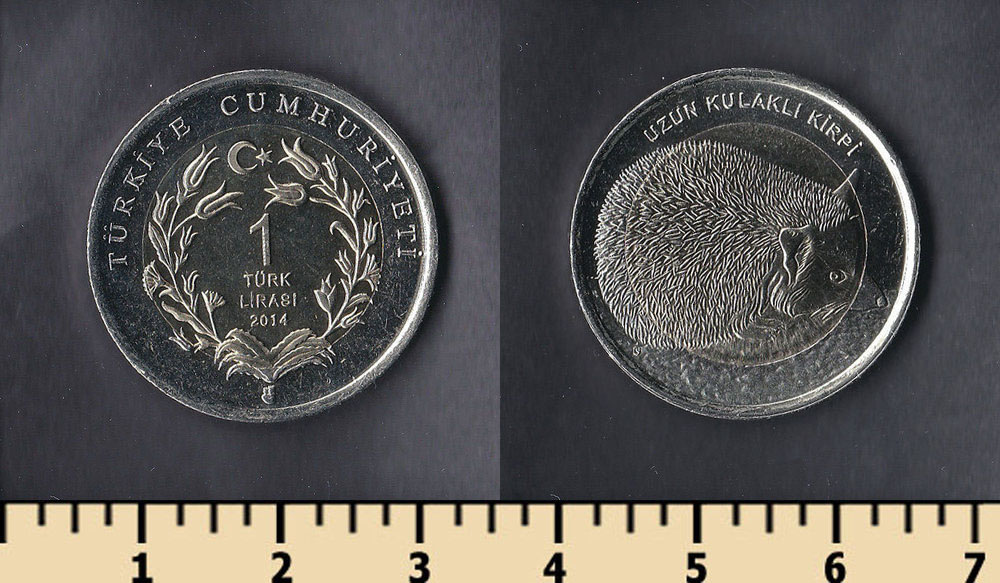 TÜRKİYE CUMHURİYETİ
1
TÜRK
LİRASI
2014
UZUN KULAKLI KİRPİ
1 2 3 4 5 6 7